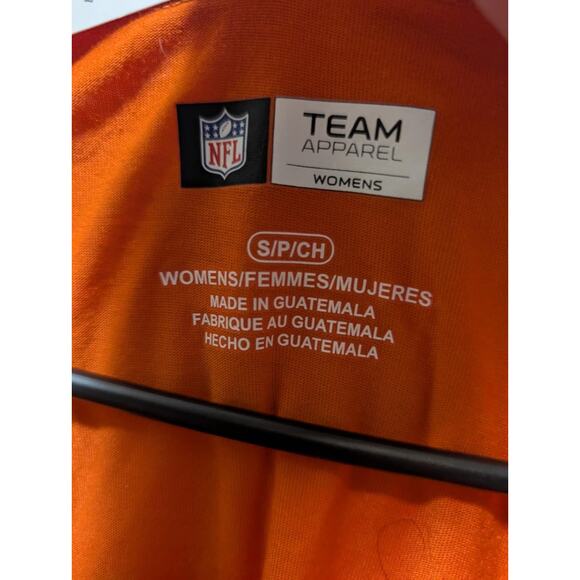 NFL
TEAM
APPAREL
WOMENS
S/P/CH
WOMENS/FEMMES/MUJERES
MADE IN GUATEMALA
FABRIQUE AU GUATEMALA
HECHO EN GUATEMALA